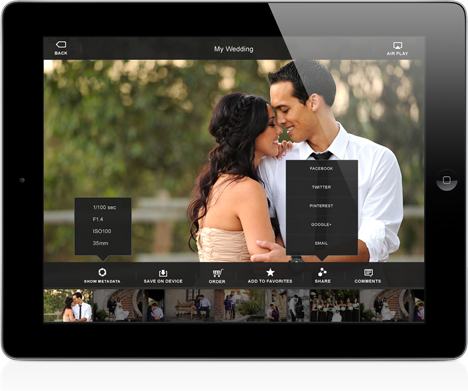 BACK
My Wedding
AIR PLAY
FACEBOOK
TWITTER
PINTEREST
GOOGLE+
EMAIL
1/100 sec
F1.4
ISO100
35mm
SHOW METADATA
SAVE ON DEVICE
ORDER
ADD TO FAVORITES
SHARE
COMMENTS